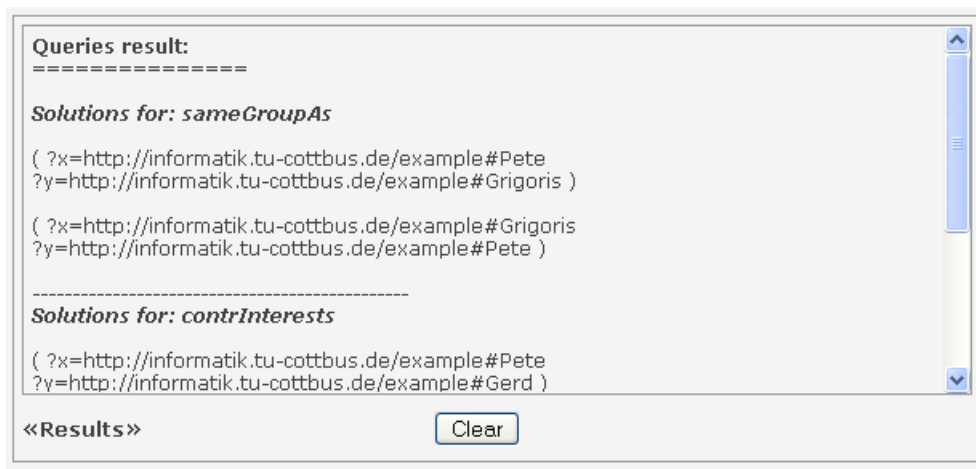 Queries result:
===============
Solutions for: sameGroupAs
( ?x=http://informatik.tu-cottbus.de/example#Pete
?y=http://informatik.tu-cottbus.de/example#Grigoris )
( ?x=http://informatik.tu-cottbus.de/example#Grigoris
?y=http://informatik.tu-cottbus.de/example#Pete )
-----------------------------------------------
Solutions for: contrInterests
( ?x=http://informatik.tu-cottbus.de/example#Pete
?y=http://informatik.tu-cottbus.de/example#Gerd )
«Results»
Clear